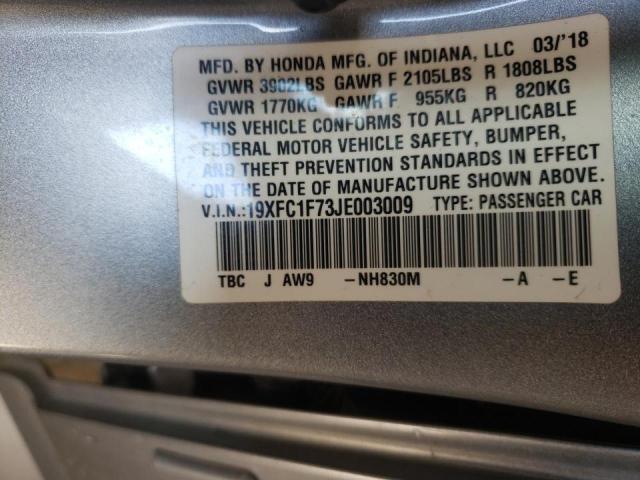 MFD. BY HONDA MFG. OF INDIANA, LLC 03/'18
GVWR 3902LBS GAWR F 2105LBS R 1808LBS
GVWR 1770KG GAWR F 955KG R 820KG
THIS VEHICLE CONFORMS TO ALL APPLICABLE
FEDERAL MOTOR VEHICLE SAFETY, BUMPER,
AND THEFT PREVENTION STANDARDS IN EFFECT
ON THE DATE OF MANUFACTURE SHOWN ABOVE.
V.I.N.:19XFC1F73JE003009 TYPE: PASSENGER CAR
TBC J AW9 –NH830M –A –E